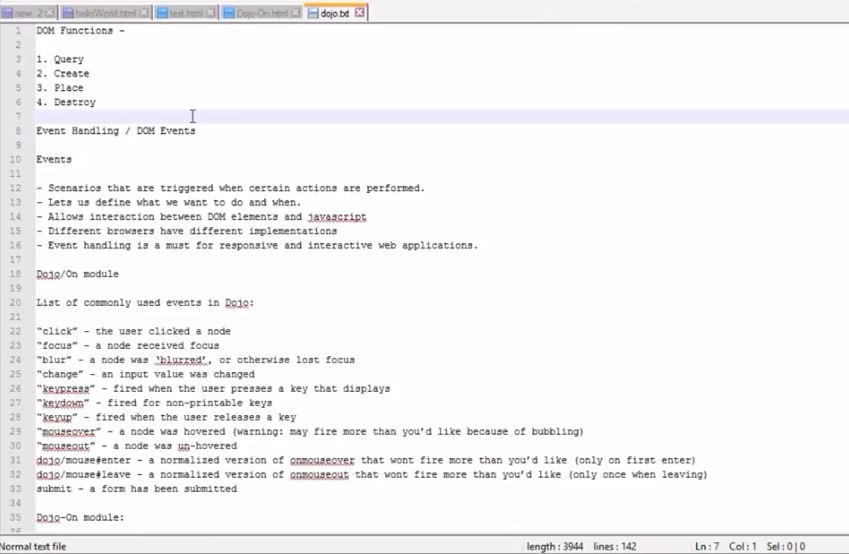 new 2 helloWorld.html test.html Dojo-On.html dojo.txt
1 DOM Functions -
2
3 1. Query
4 2. Create
5 3. Place
6 4. Destroy
7
8 Event Handling / DOM Events
9
10 Events
11
12 - Scenarios that are triggered when certain actions are performed.
13 - Lets us define what we want to do and when.
14 - Allows interaction between DOM elements and javascript
15 - Different browsers have different implementations
16 - Event handling is a must for responsive and interactive web applications.
17
18 Dojo/On module
19
20 List of commonly used events in Dojo:
21
22 “click” - the user clicked a node
23 “focus” - a node received focus
24 “blur” - a node was ‘blurred’, or otherwise lost focus
25 “change” - an input value was changed
26 “keypress” - fired when the user presses a key that displays
27 “keydown” - fired for non-printable keys
28 “keyup” - fired when the user releases a key
29 “mouseover” - a node was hovered (warning: may fire more than you’d like because of bubbling)
30 “mouseout” - a node was un-hovered
31 dojo/mouse#enter - a normalized version of onmouseover that wont fire more than you’d like (only on first enter)
32 dojo/mouse#leave - a normalized version of onmouseout that wont fire more than you’d like (only once when leaving)
33 submit - a form has been submitted
34
35 Dojo-On module:
36
Normal text file length : 3944 lines : 142 Ln : 7 Col : 1 Sel : 0 | 0